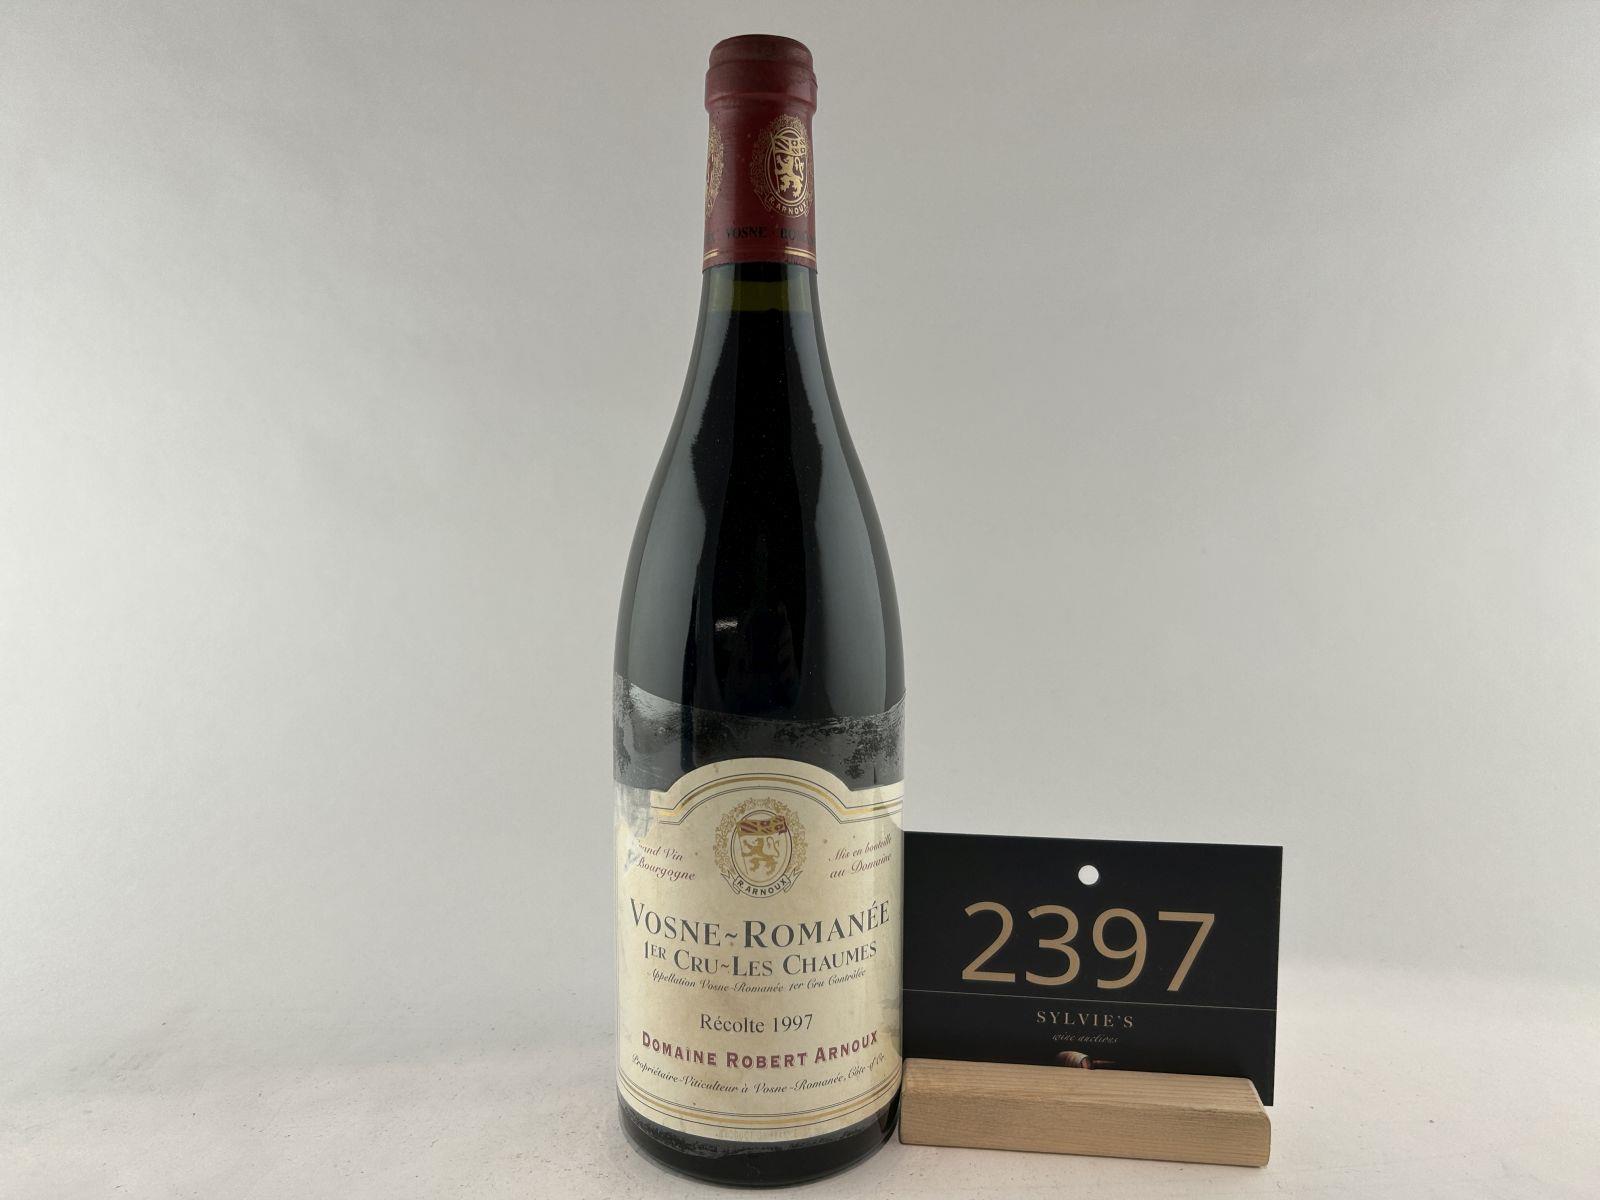 R. ARNOUX
VOSNE
and Vin
Bourgogne
Mis en bouteille
au Domaine
R. ARNOUX
VOSNE~ROMANÉE
1ER CRU~LES CHAUMES
Appellation Vosne-Romanée 1er Cru Contrôlée
Récolte 1997
DOMAINE ROBERT ARNOUX
Propriétaire-Viticulteur à Vosne-Romanée, Côte-d'Or
2397
SYLVIE'S
wine auctions